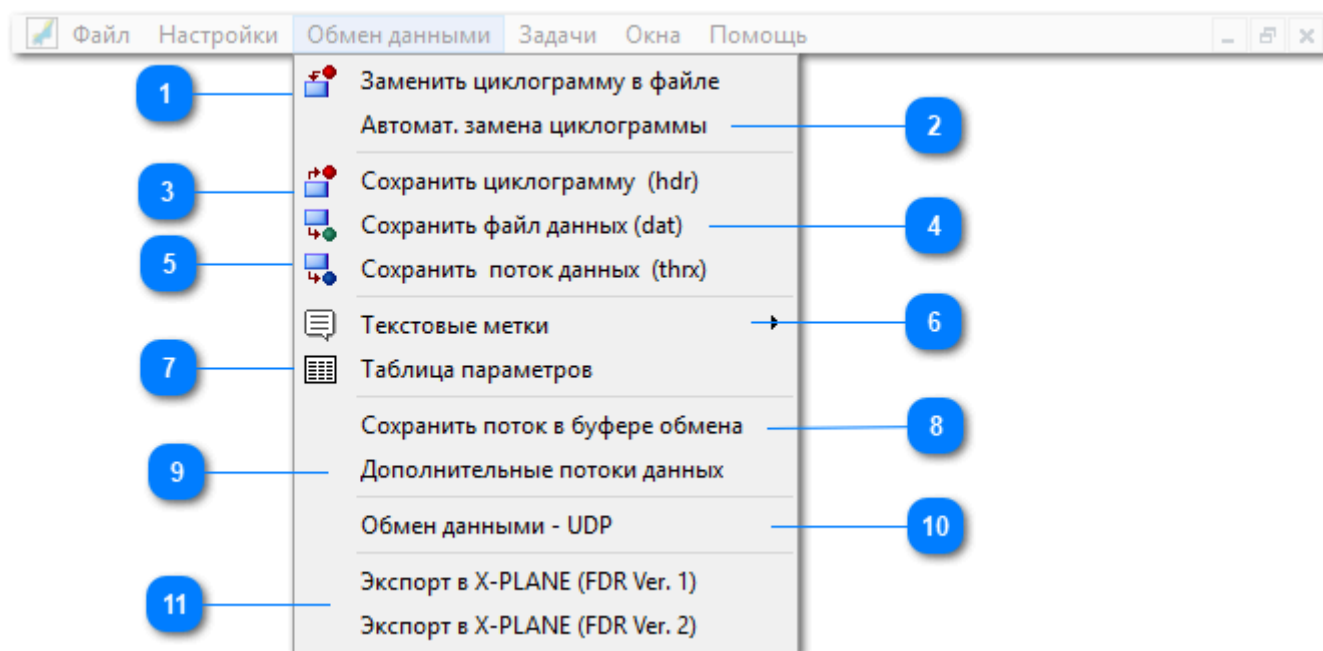 Файл Настройки Обмен данными Задачи Окна Помощь
1 Заменить циклограмму в файле
Автомат. замена циклограммы 2
3 Сохранить циклограмму (hdr)
Сохранить файл данных (dat) 4
5 Сохранить поток данных (thrx)
Текстовые метки 6
7 Таблица параметров
Сохранить поток в буфере обмена 8
9 Дополнительные потоки данных
Обмен данными - UDP 10
Экспорт в X-PLANE (FDR Ver. 1)
11
Экспорт в X-PLANE (FDR Ver. 2)